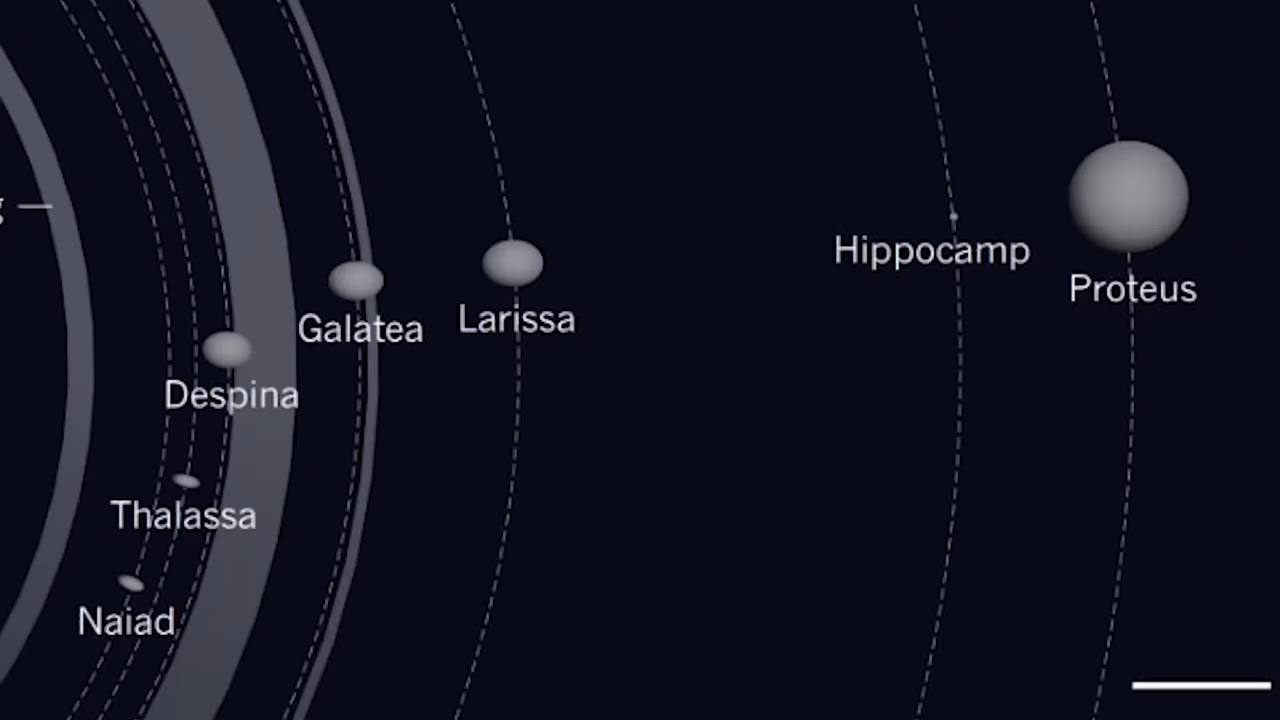 Hippocamp
Proteus
Larissa
Galatea
Despina
Thalassa
Naiad